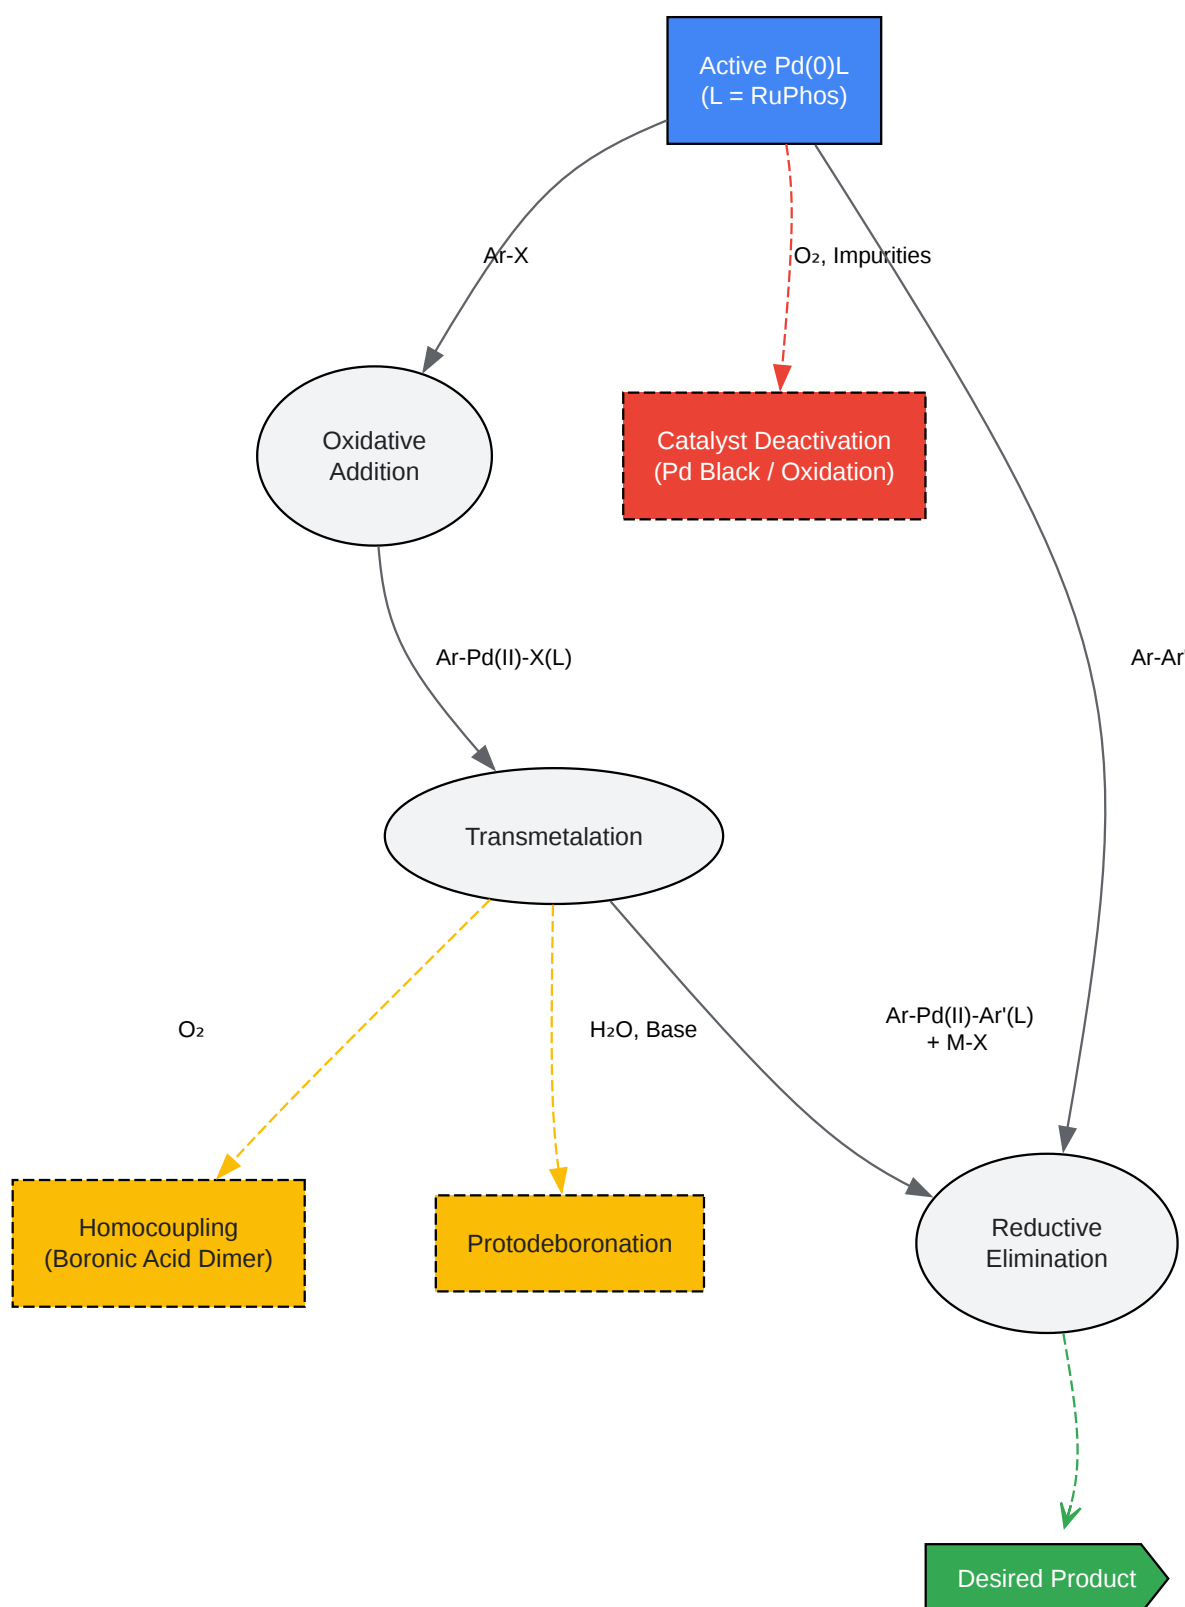 Active Pd(0)L
(L = RuPhos)
Ar-X
O₂, Impurities
Oxidative
Addition
Catalyst Deactivation
(Pd Black / Oxidation)
Ar-Pd(II)-X(L)
Ar-Ar'
Transmetalation
O₂
H₂O, Base
Ar-Pd(II)-Ar'(L)
+ M-X
Homocoupling
(Boronic Acid Dimer)
Protodeboronation
Reductive
Elimination
Desired Product